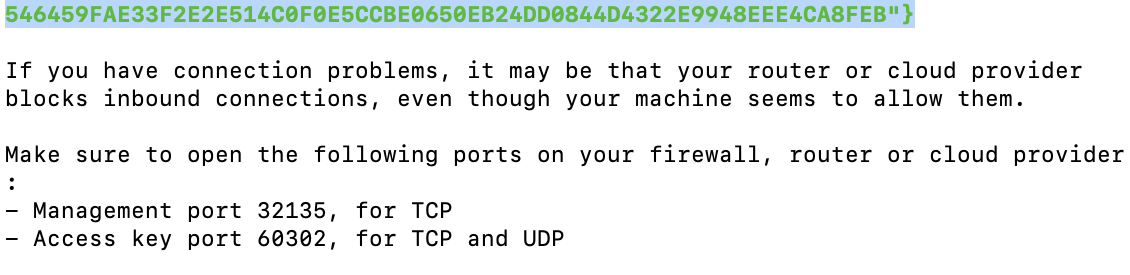 546459FAE33F2E2E514C0F0E5CCBE0650EB24DD0844D4322E9948EEE4CA8FEB"}
If you have connection problems, it may be that your router or cloud provider
blocks inbound connections, even though your machine seems to allow them.
Make sure to open the following ports on your firewall, router or cloud provider
:
– Management port 32135, for TCP
– Access key port 60302, for TCP and UDP